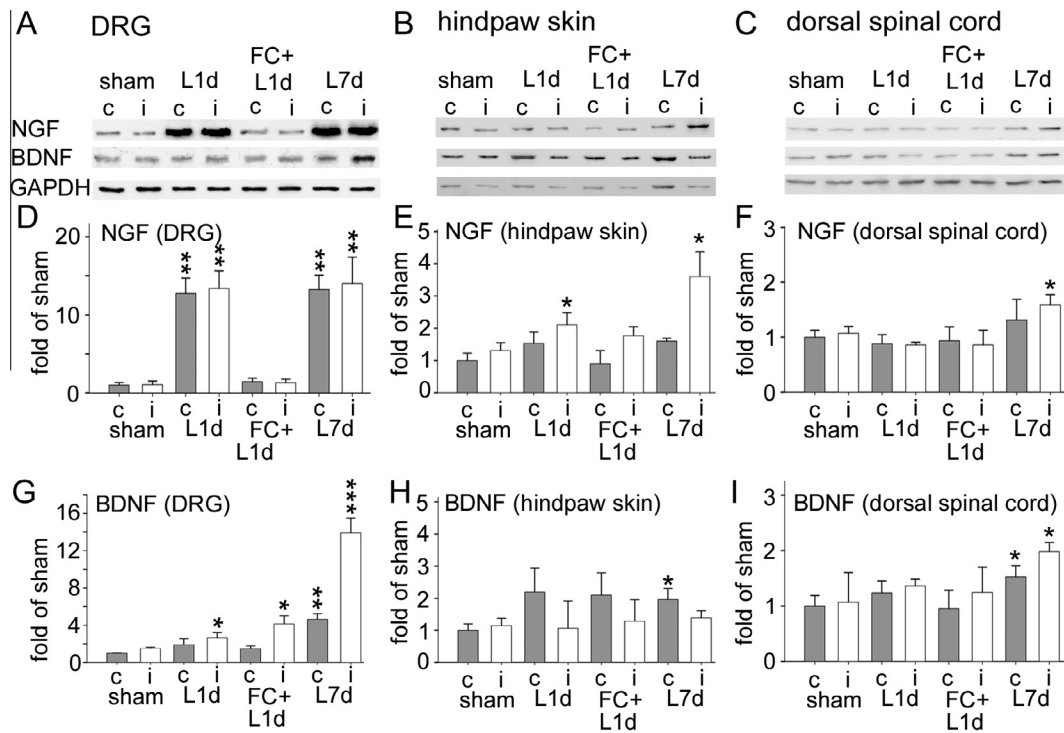 A DRG
FC+
sham L1d L1d L7d
c i c i c i c i
NGF
BDNF
GAPDH
B hindpaw skin
FC+
sham L1d L1d L7d
c i c i c i c i
C dorsal spinal cord
FC+
sham L1d L1d L7d
c i c i c i c i
D NGF (DRG)
fold of sham
20
15
10
5
0
** ** ** **
c i c i c i c i
sham L1d FC+ L7d
L1d
E NGF (hindpaw skin)
fold of sham
5
4
3
2
1
0
* *
c i c i c i c i
sham L1d FC+ L7d
L1d
F NGF (dorsal spinal cord)
fold of sham
3
2
1
0
*
c i c i c i c i
sham L1d FC+ L7d
L1d
G BDNF (DRG)
fold of sham
16
12
8
4
2
0
* * ** ***
c i c i c i c i
sham L1d FC+ L7d
L1d
H BDNF (hindpaw skin)
fold of sham
5
4
3
2
1
0
*
c i c i c i c i
sham L1d FC+ L7d
L1d
I BDNF (dorsal spinal cord)
fold of sham
3
2
1
0
* *
c i c i c i c i
sham L1d FC+ L7d
L1d